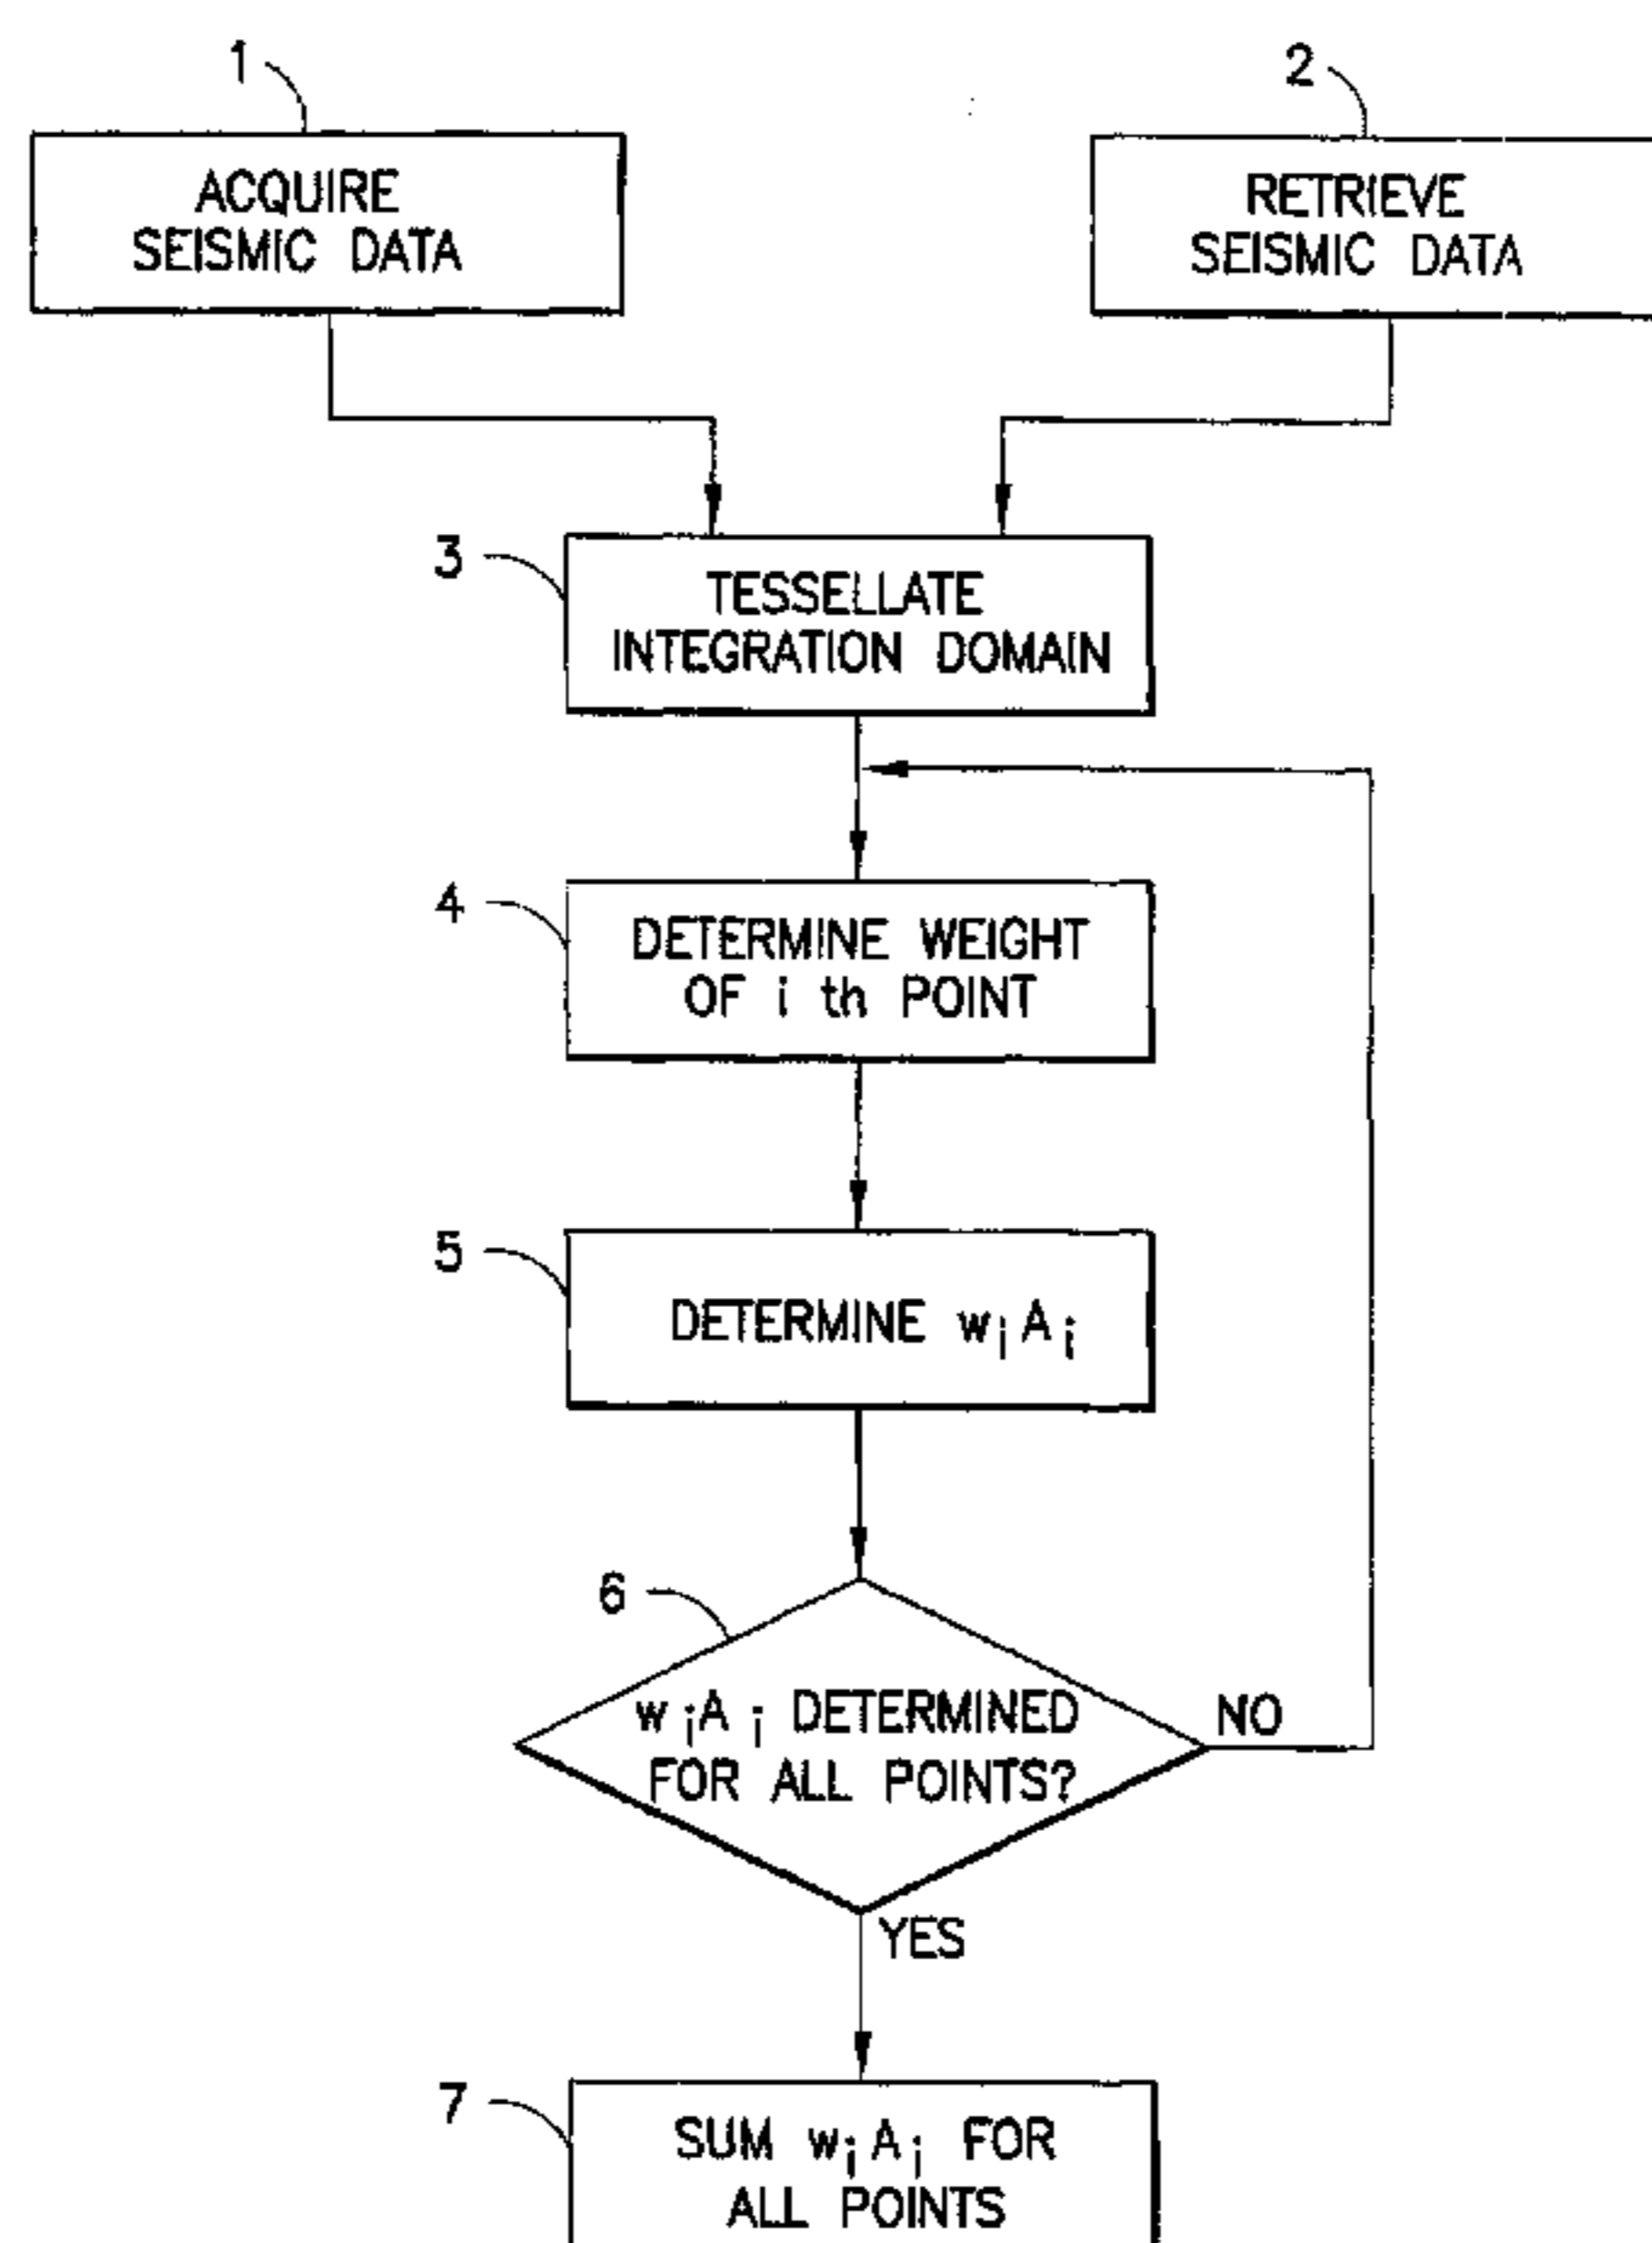 1
ACQUIRE
SEISMIC DATA
2
RETRIEVE
SEISMIC DATA
3
TESSELLATE
INTEGRATION DOMAIN
4
DETERMINE WEIGHT
OF i th POINT
5
DETERMINE wᵢAᵢ
6
wᵢAᵢ DETERMINED
FOR ALL POINTS?
NO
YES
7
SUM wᵢAᵢ FOR
ALL POINTS